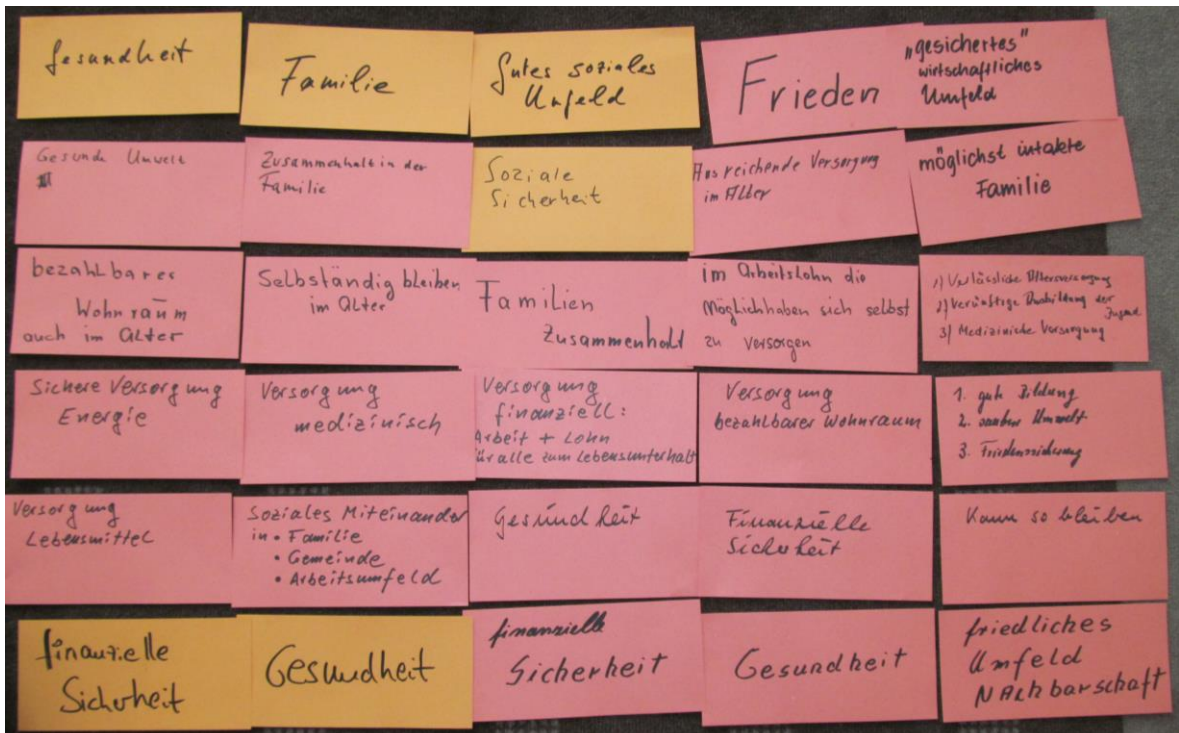 Gesundheit
Familie
Gutes soziales
Umfeld
Frieden
"gesichertes"
wirtschaftliches
Umfeld
Gesunde Umwelt
Zusammenhalt in der
Familie
Soziale
Sicherheit
Ausreichende Versorgung
im Alter
möglichst intakte
Familie
bezahlbarer
Wohnraum
auch im Alter
Selbständig bleiben
im Alter
Familien
Zusammenhalt
im Arbeitslohn die
Möglichhaben sich selbst
zu versorgen
1) Verlässliche Altersversorgung
2) Vernünftige Ausbildung der
Jugend
3) Medizinische Versorgung
Sichere Versorgung
Energie
Versorgung
medizinisch
Versorgung
finanziell:
Arbeit + Lohn
für alle zum Lebensunterhalt
Versorgung
bezahlbarer Wohnraum
1. gute Bildung
2. saubere Umwelt
3. Friedenssicherung
Versorgung
Lebensmittel
Soziales Miteinander
in • Familie
• Gemeinde
• Arbeitsumfeld
Gesundheit
Finanzielle
Sicherheit
Kann so bleiben
finanzielle
Sicherheit
Gesundheit
finanzielle
Sicherheit
Gesundheit
friedliches
Umfeld
NAchbarschaft